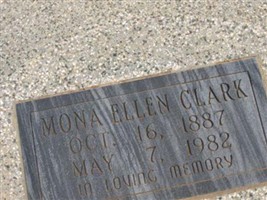 MONA ELLEN CLARK
OCT. 16, 1887
MAY 7, 1982
IN LOVING MEMORY